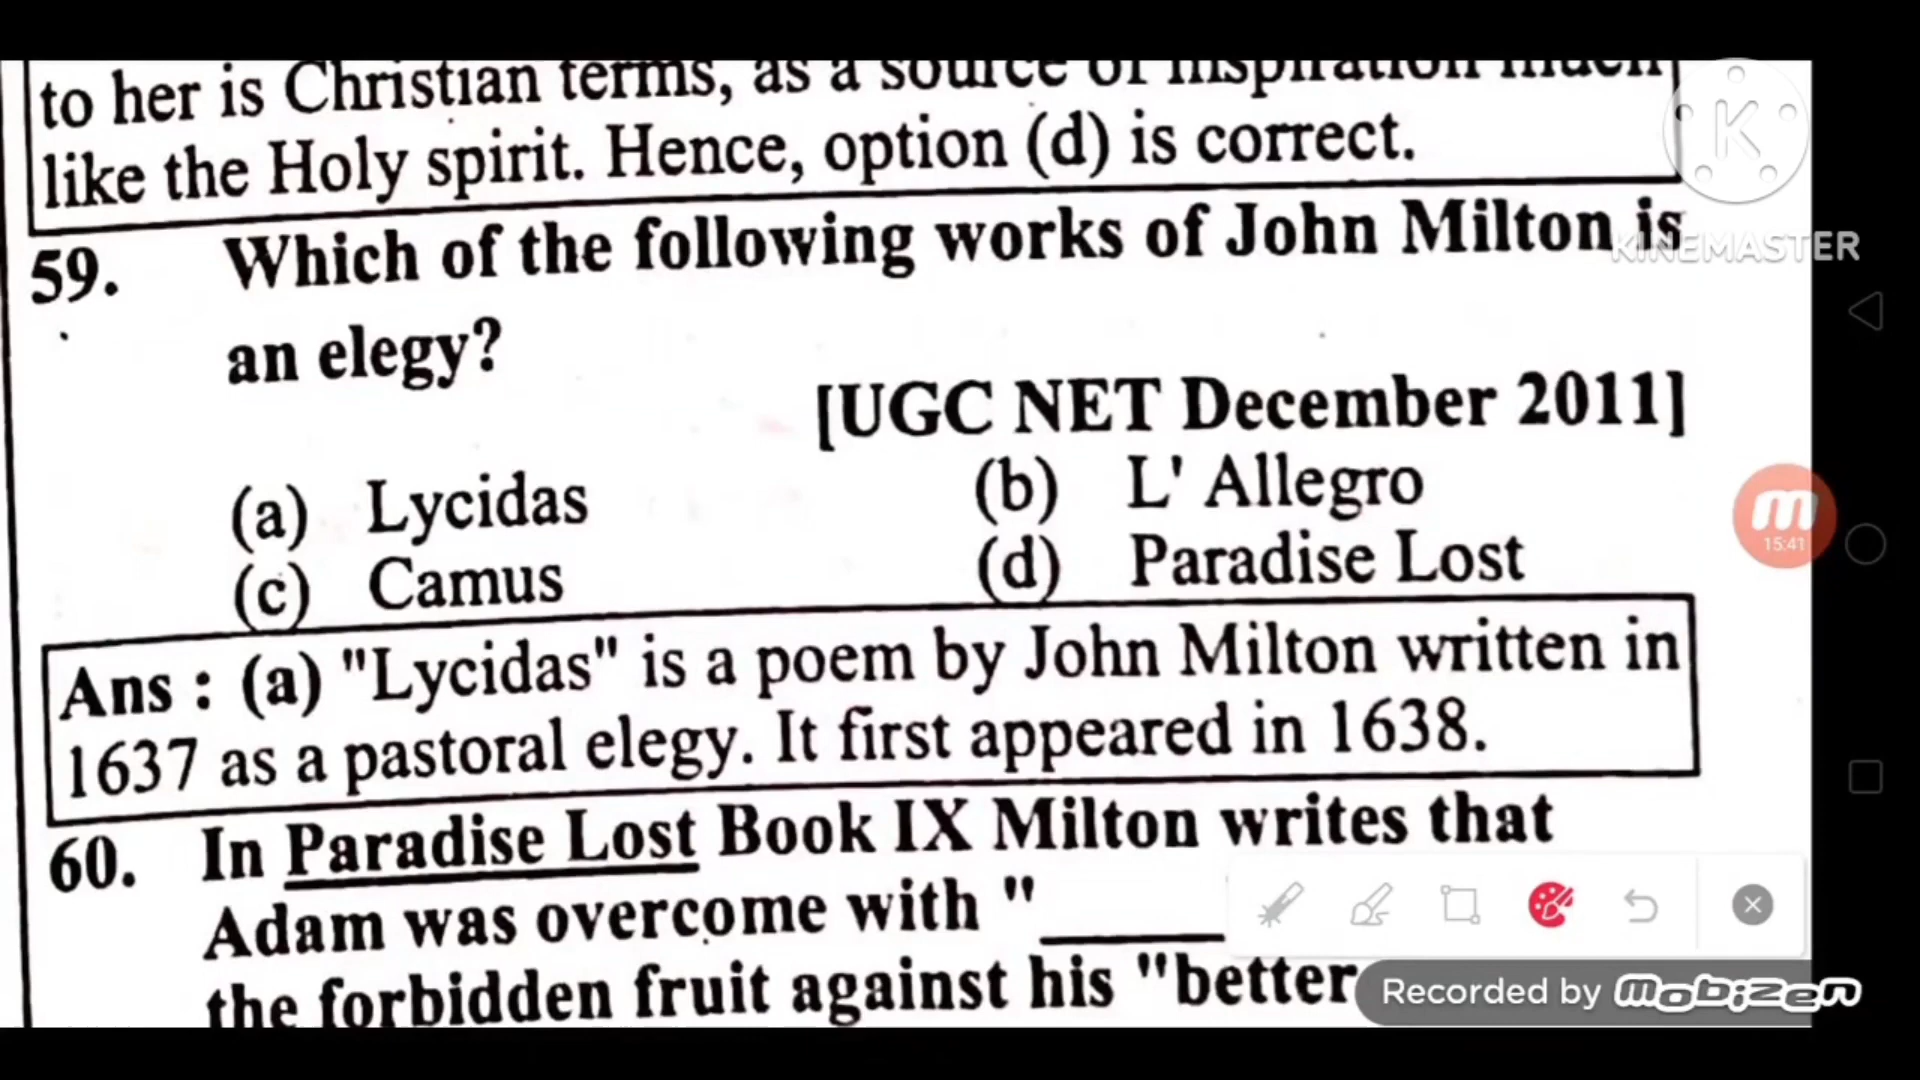 to her is Christian terms, as a source of inspiration much
like the Holy spirit. Hence, option (d) is correct.
K
KINEMASTER
59. Which of the following works of John Milton is
an elegy?
[UGC NET December 2011]
(a) Lycidas (b) L' Allegro
(c) Camus (d) Paradise Lost
15:41
Ans : (a) "Lycidas" is a poem by John Milton written in
1637 as a pastoral elegy. It first appeared in 1638.
60. In Paradise Lost Book IX Milton writes that
Adam was overcome with "______
the forbidden fruit against his "better
Recorded by Mobizen